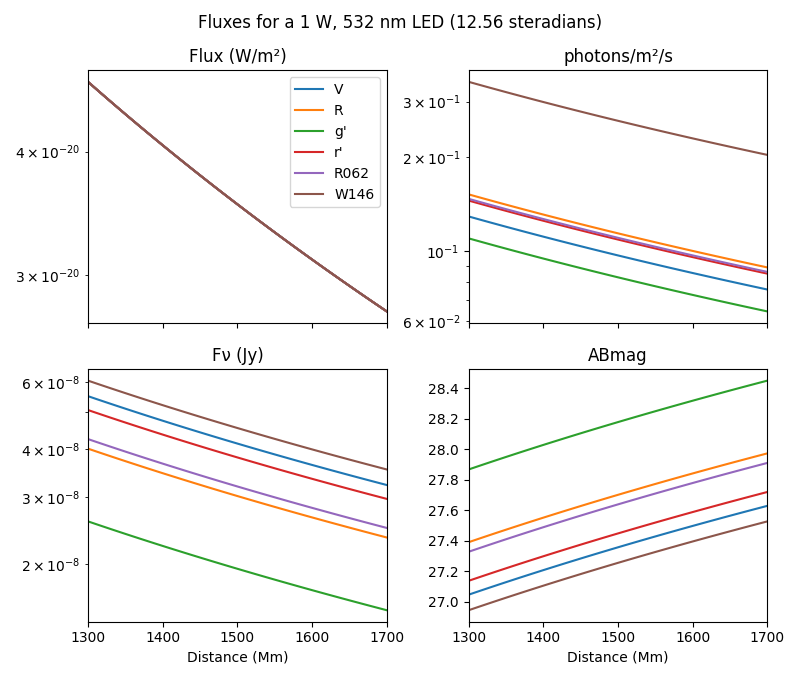 Fluxes for a 1 W, 532 nm LED (12.56 steradians)
Flux (W/m²)
4 × 10⁻²⁰
3 × 10⁻²⁰
V
R
g'
r'
R062
W146
photons/m²/s
3 × 10⁻¹
2 × 10⁻¹
10⁻¹
6 × 10⁻²
Fν (Jy)
6 × 10⁻⁸
4 × 10⁻⁸
3 × 10⁻⁸
2 × 10⁻⁸
1300 1400 1500 1600 1700
Distance (Mm)
ABmag
28.4
28.2
28.0
27.8
27.6
27.4
27.2
27.0
1300 1400 1500 1600 1700
Distance (Mm)